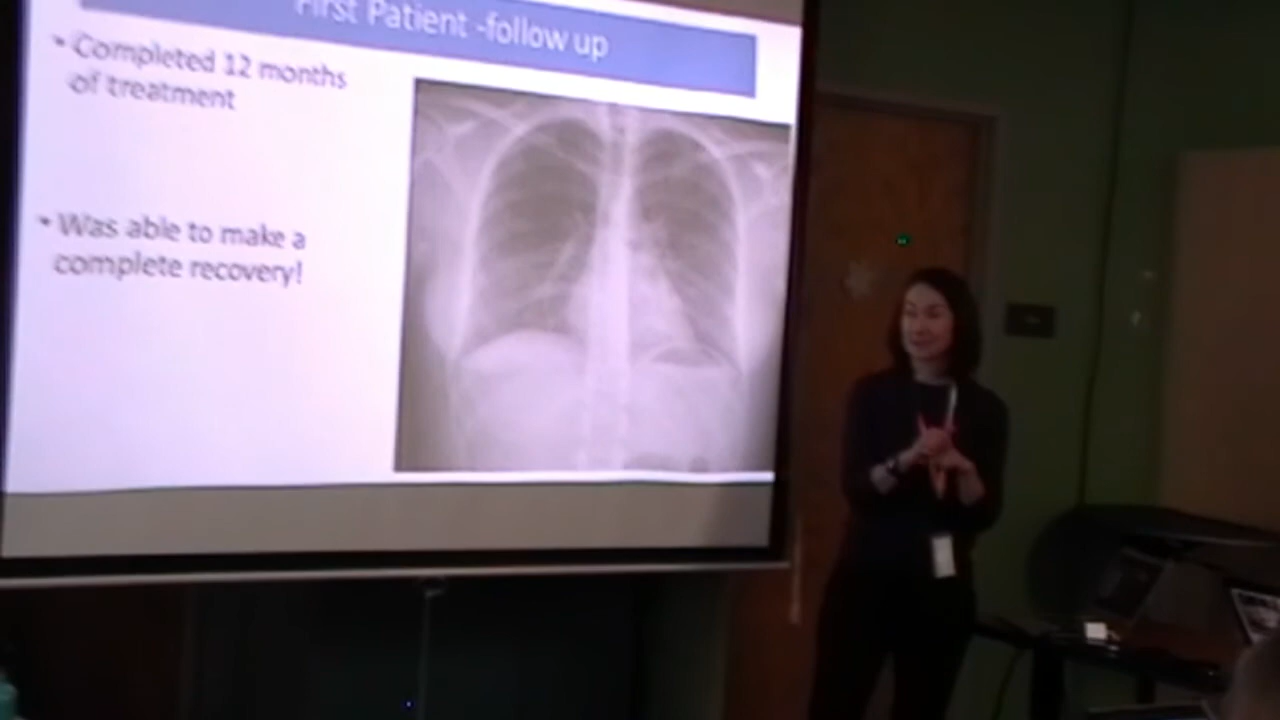 First Patient -follow up
• Completed 12 months
of treatment
• Was able to make a
complete recovery!